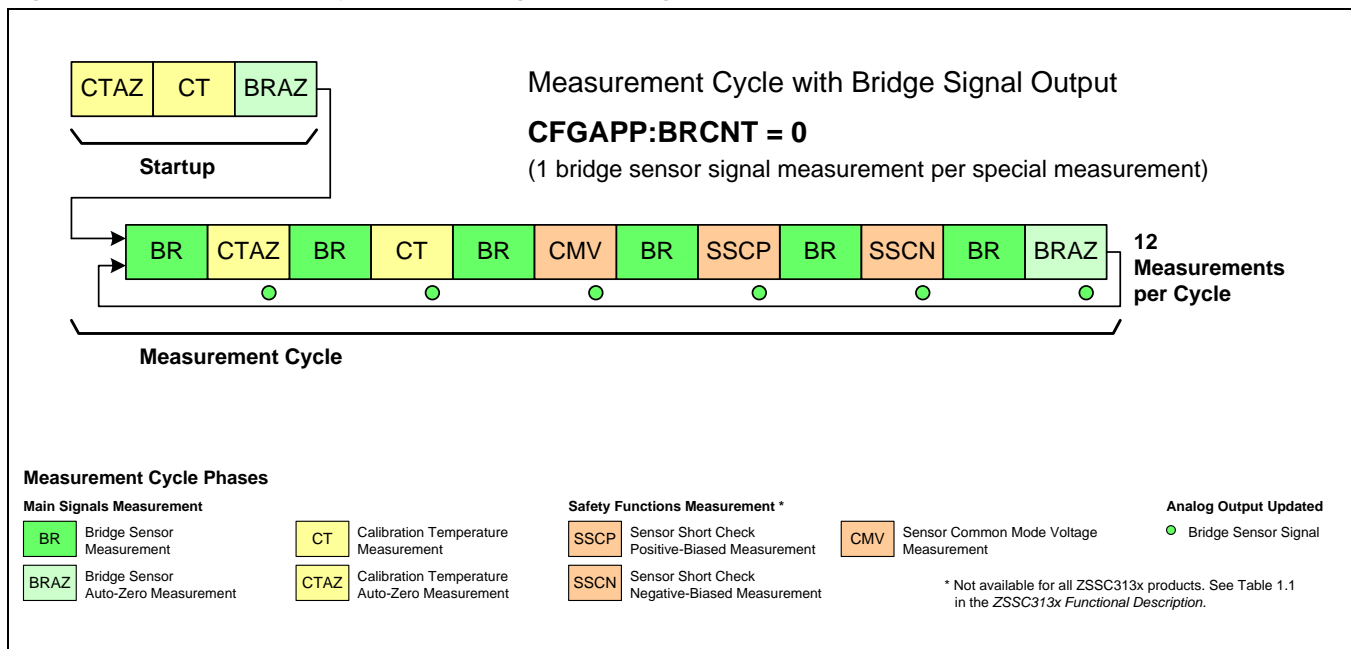 CTAZ CT BRAZ
Startup
Measurement Cycle with Bridge Signal Output
CFGAPP:BRCNT = 0
(1 bridge sensor signal measurement per special measurement)
BR CTAZ BR CT BR CMV BR SSCP BR SSCN BR BRAZ
12
Measurements
per Cycle
Measurement Cycle
Measurement Cycle Phases
Main Signals Measurement
BR Bridge Sensor
Measurement
BRAZ Bridge Sensor
Auto-Zero Measurement
CT Calibration Temperature
Measurement
CTAZ Calibration Temperature
Auto-Zero Measurement
Safety Functions Measurement *
SSCP Sensor Short Check
Positive-Biased Measurement
SSCN Sensor Short Check
Negative-Biased Measurement
CMV Sensor Common Mode Voltage
Measurement
Analog Output Updated
Bridge Sensor Signal
* Not available for all ZSSC313x products. See Table 1.1
in the ZSSC313x Functional Description.